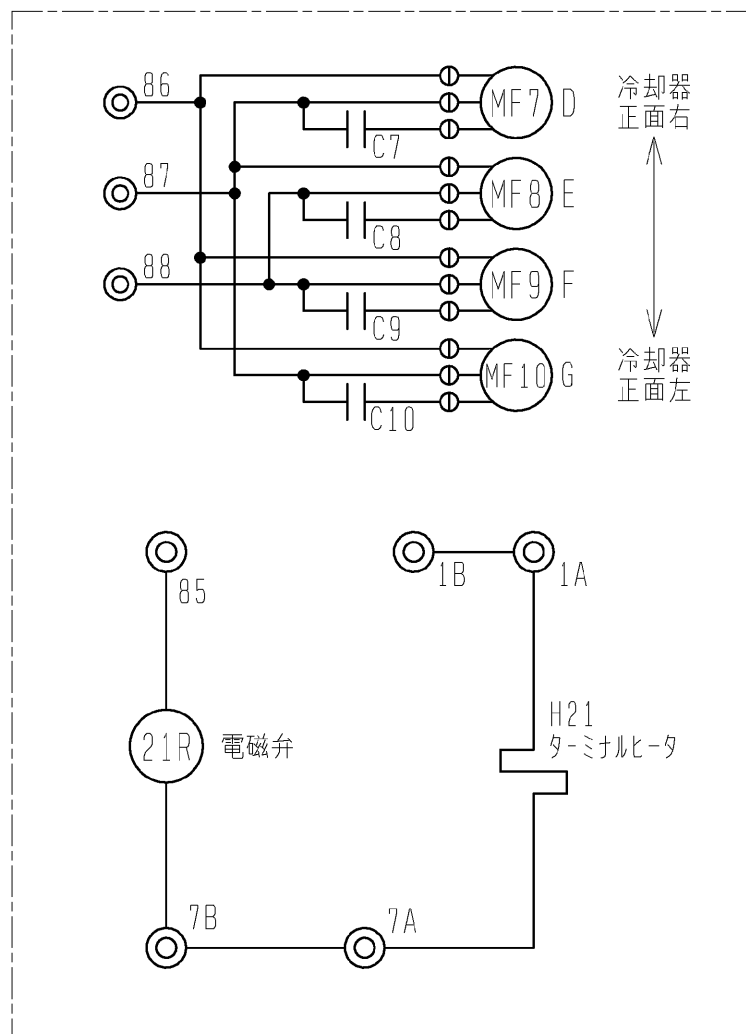 86
MF7 D
冷却器
正面右
C7
87
MF8 E
C8
88
MF9 F
C9
冷却器
正面左
MF10 G
C10
85
1B
1A
H21
ターミナルヒータ
21R
電磁弁
7B
7A